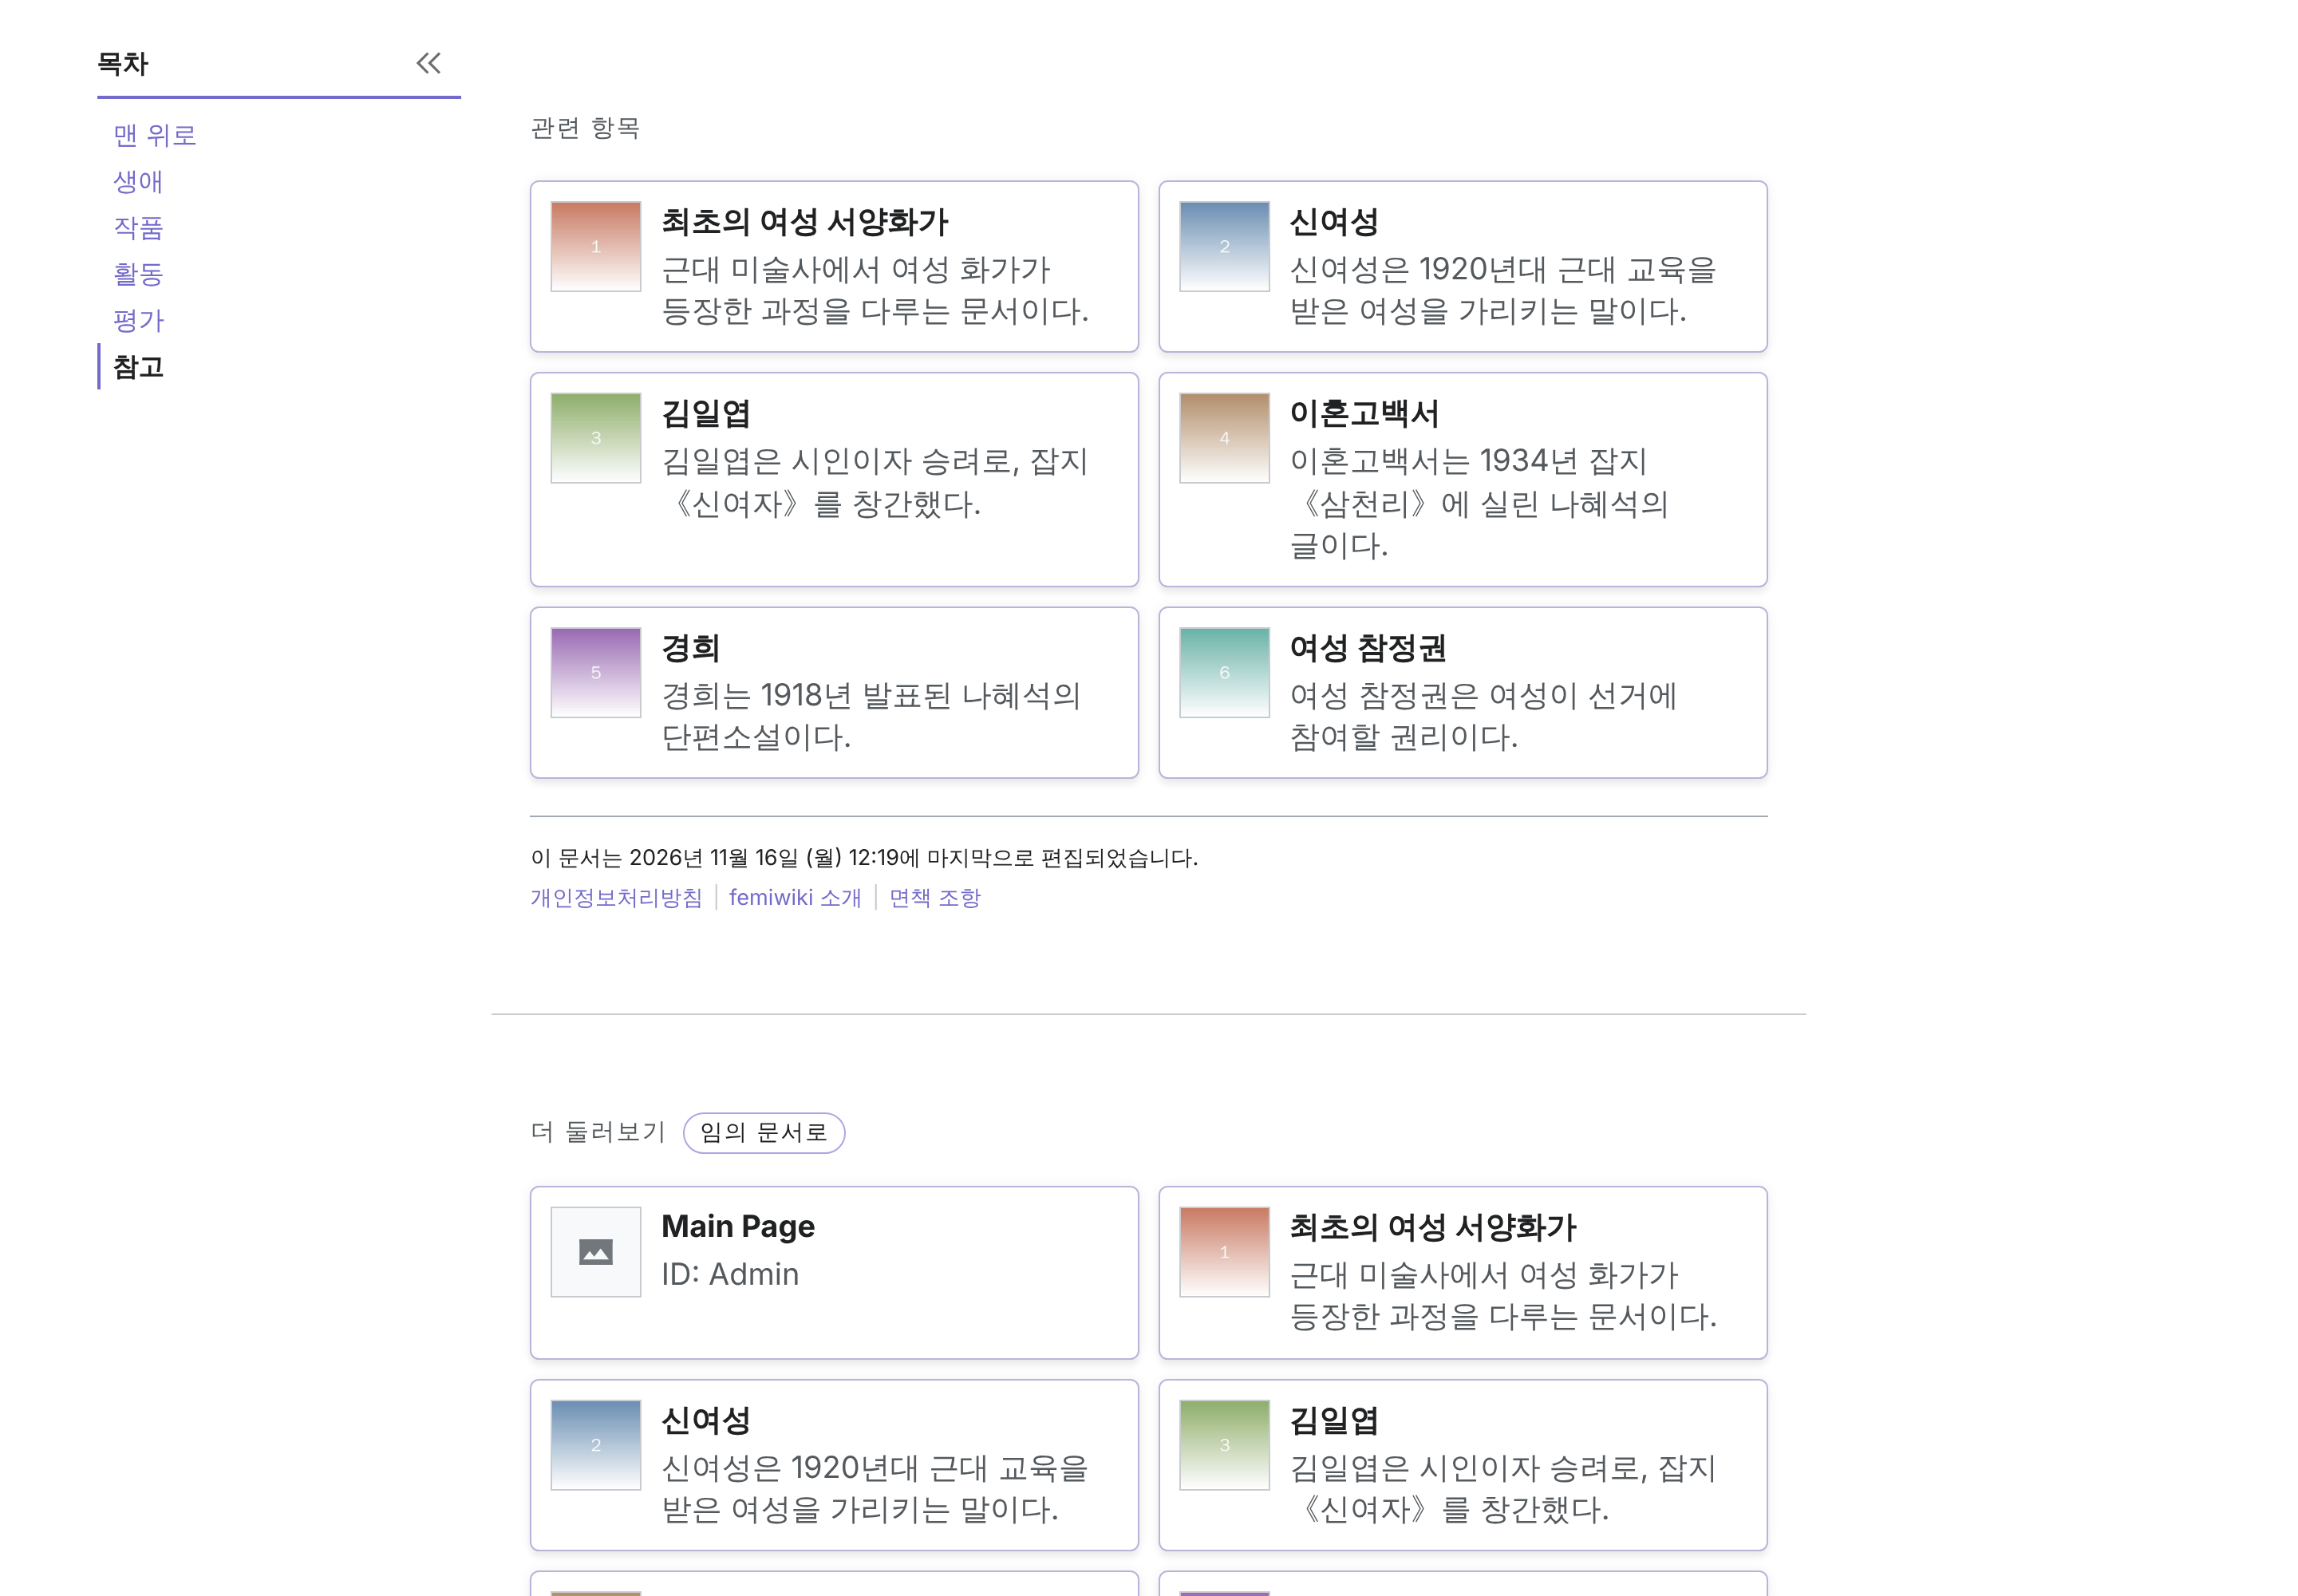 목차
맨 위로
생애
작품
활동
평가
참고
관련 항목
1
최초의 여성 서양화가
근대 미술사에서 여성 화가가
등장한 과정을 다루는 문서이다.
2
신여성
신여성은 1920년대 근대 교육을
받은 여성을 가리키는 말이다.
3
김일엽
김일엽은 시인이자 승려로, 잡지
《신여자》를 창간했다.
4
이혼고백서
이혼고백서는 1934년 잡지
《삼천리》에 실린 나혜석의
글이다.
5
경희
경희는 1918년 발표된 나혜석의
단편소설이다.
6
여성 참정권
여성 참정권은 여성이 선거에
참여할 권리이다.
이 문서는 2026년 11월 16일 (월) 12:19에 마지막으로 편집되었습니다.
개인정보처리방침 femiwiki 소개 면책 조항
더 둘러보기 임의 문서로
Main Page
ID: Admin
1
최초의 여성 서양화가
근대 미술사에서 여성 화가가
등장한 과정을 다루는 문서이다.
2
신여성
신여성은 1920년대 근대 교육을
받은 여성을 가리키는 말이다.
3
김일엽
김일엽은 시인이자 승려로, 잡지
《신여자》를 창간했다.